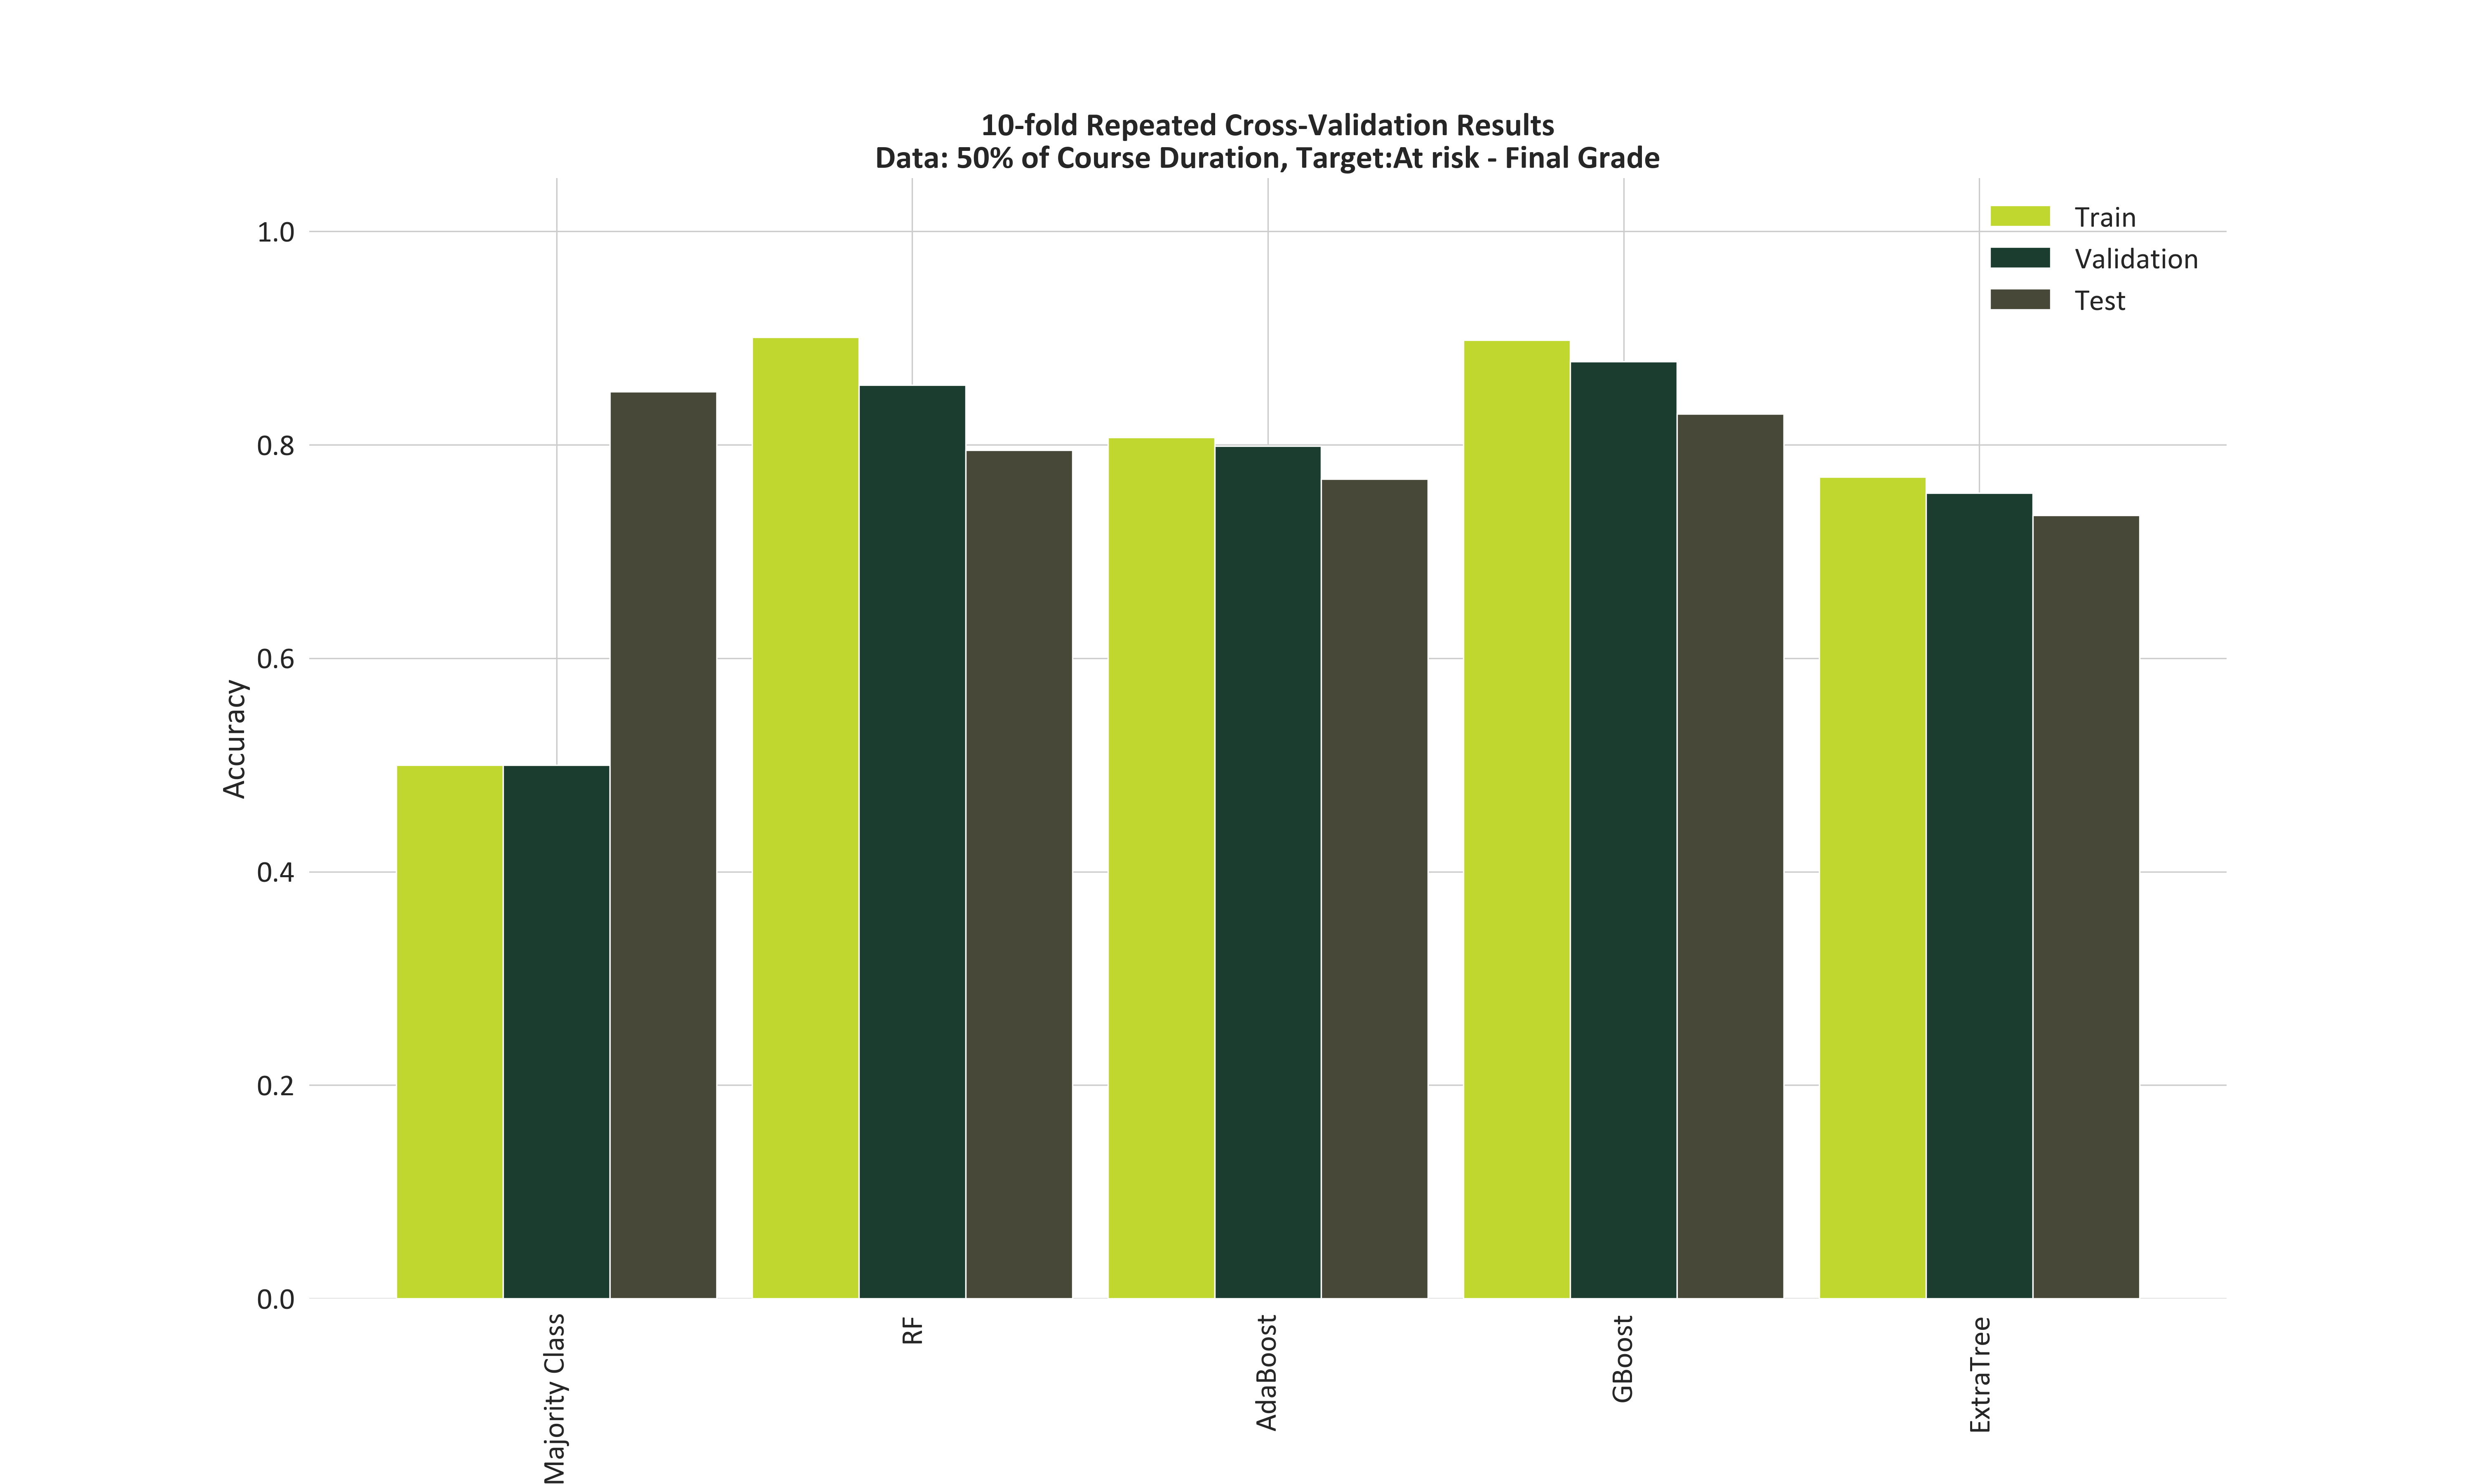 10-fold Repeated Cross-Validation Results
Data: 50% of Course Duration, Target:At risk - Final Grade
Train
Validation
Test
1.0
0.8
0.6
0.4
0.2
0.0
Accuracy
Majority Class
RF
AdaBoost
GBoost
ExtraTree